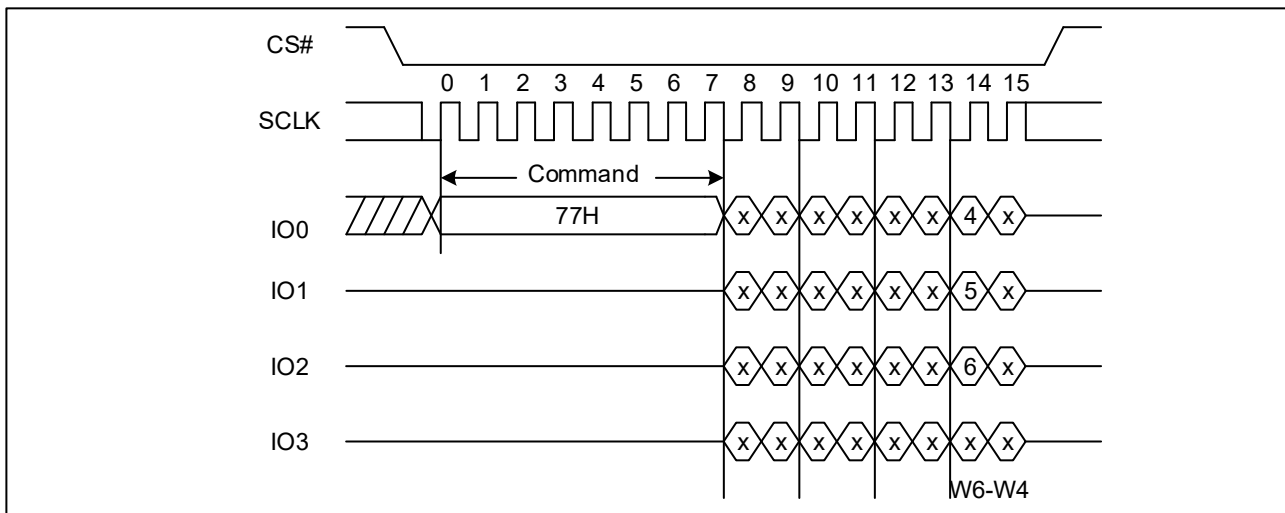 CS#
0 1 2 3 4 5 6 7 8 9 10 11 12 13 14 15
SCLK
Command
IO0 77H x x x x x x 4 x
IO1 x x x x x x 5 x
IO2 x x x x x x 6 x
IO3 x x x x x x x x
W6-W4